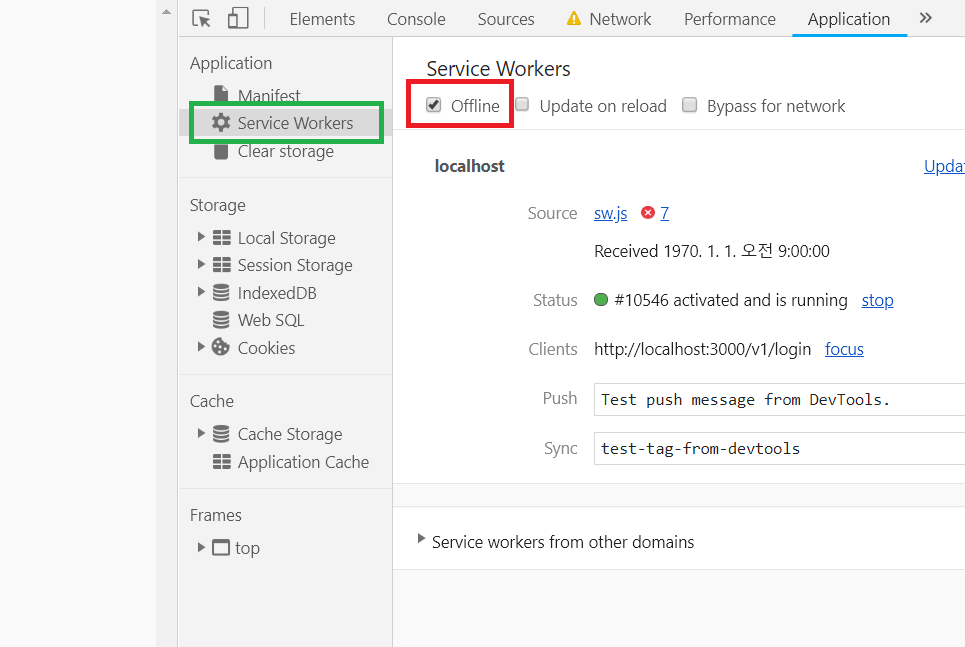 Elements Console Sources Network Performance Application »
Application
Manifest
Service Workers
Clear storage
Storage
Local Storage
Session Storage
IndexedDB
Web SQL
Cookies
Cache
Cache Storage
Application Cache
Frames
top
Service Workers
Offline Update on reload Bypass for network
localhost
Source sw.js 7
Received 1970. 1. 1. 오전 9:00:00
Status #10546 activated and is running stop
Clients http://localhost:3000/v1/login focus
Push Test push message from DevTools.
Sync test-tag-from-devtools
Service workers from other domains